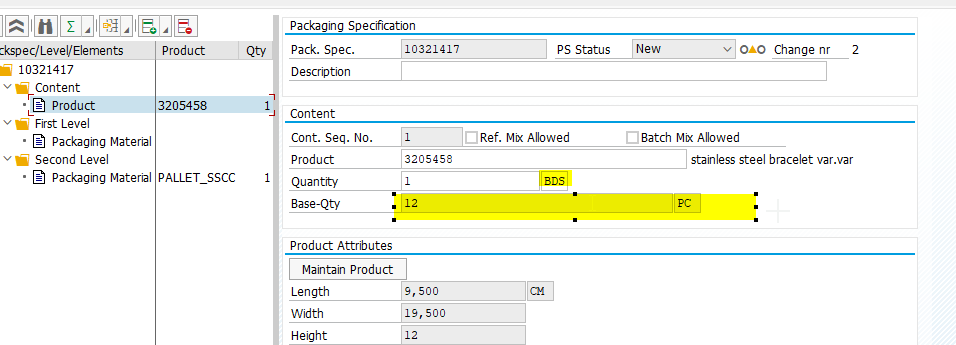 ckspec/Level/Elements Product Qty
10321417
Content
Product 3205458 1
First Level
Packaging Material
Second Level
Packaging Material PALLET_SSCC 1
Packaging Specification
Pack. Spec. 10321417 PS Status New Change nr 2
Description
Content
Cont. Seq. No. 1 Ref. Mix Allowed Batch Mix Allowed
Product 3205458 stainless steel bracelet var.var
Quantity 1 BDS
Base-Qty 12 PC
Product Attributes
Maintain Product
Length 9,500 CM
Width 19,500
Height 12